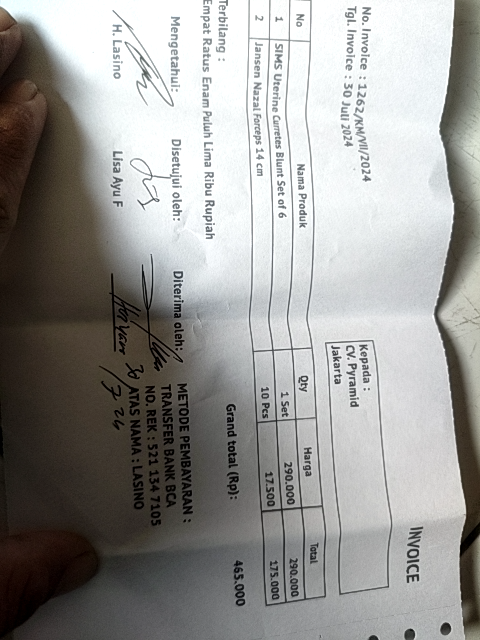 INVOICE
No. Invoice : 1262/KM/VII/2024
Tgl. Invoice : 30 Juli 2024
Kepada :
CV. Pyramid
Jakarta
No Nama Produk Qty Harga Total
1 SIMS Uterine Curretes Blunt Set of 6 1 Set 290.000 290.000
2 Jansen Nazal Forceps 14 cm 10 Pcs 17.500 175.000
Grand total (Rp): 465.000
Terbilang :
Empat Ratus Enam Puluh Lima Ribu Rupiah
Mengetahui: Disetujui oleh: Diterima oleh:
METODE PEMBAYARAN :
TRANSFER BANK BCA
NO. REK : 521 134 7105
ATAS NAMA : LASINO
H. Lasino Lisa Ayu F
30/7 24